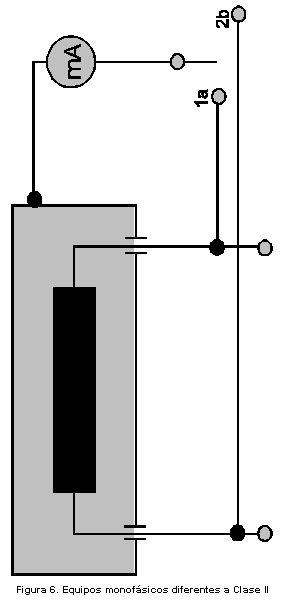 2b
mA
1a
Figura 6. Equipos monofásicos diferentes a Clase II